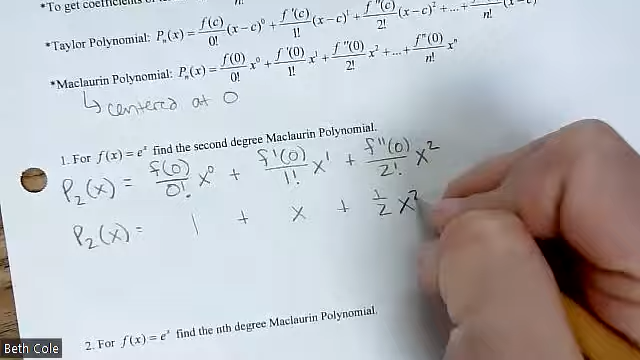 *To get coefficients
n!
*Taylor Polynomial: Pₙ(x) = f(c)/0! (x−c)⁰ + f'(c)/1! (x−c)¹ + f''(c)/2! (x−c)² + ... +
n!
*Maclaurin Polynomial: Pₙ(x) = f(0)/0! x⁰ + f'(0)/1! x¹ + f''(0)/2! x² + ... + fⁿ(0)/n! xⁿ
↳ centered at 0
1. For f(x) = eˣ find the second degree Maclaurin Polynomial.
P₂(x) = f(0)/0! x⁰ + f'(0)/1! x¹ + f''(0)/2! x²
P₂(x) = 1 + x + 1/2 x²
2. For f(x) = eˣ find the nth degree Maclaurin Polynomial.
Beth Cole